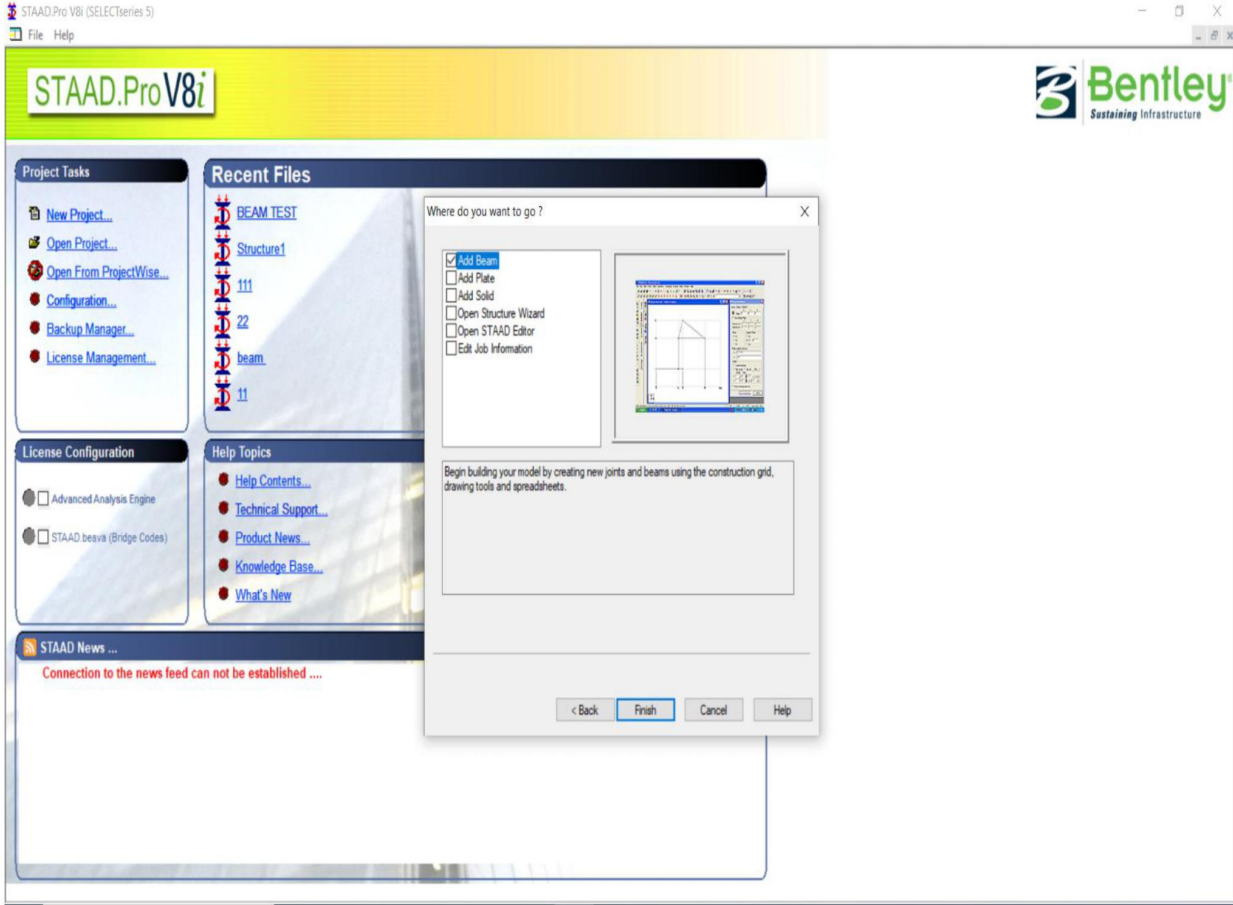 STAAD.Pro V8i (SELECTseries 5)
File Help
STAAD.Pro V8i
Bentley
Sustaining Infrastructure
Project Tasks
New Project...
Open Project...
Open From ProjectWise...
Configuration...
Backup Manager...
License Management...
Recent Files
BEAM TEST
Structure1
111
22
beam
11
License Configuration
Advanced Analysis Engine
STAAD.beava (Bridge Codes)
Help Topics
Help Contents...
Technical Support...
Product News...
Knowledge Base...
What's New
STAAD News ...
Connection to the news feed can not be established ....
Where do you want to go ?
Add Beam
Add Plate
Add Solid
Open Structure Wizard
Open STAAD Editor
Edit Job Information
Begin building your model by creating new joints and beams using the construction grid,
drawing tools and spreadsheets.
< Back Finish Cancel Help